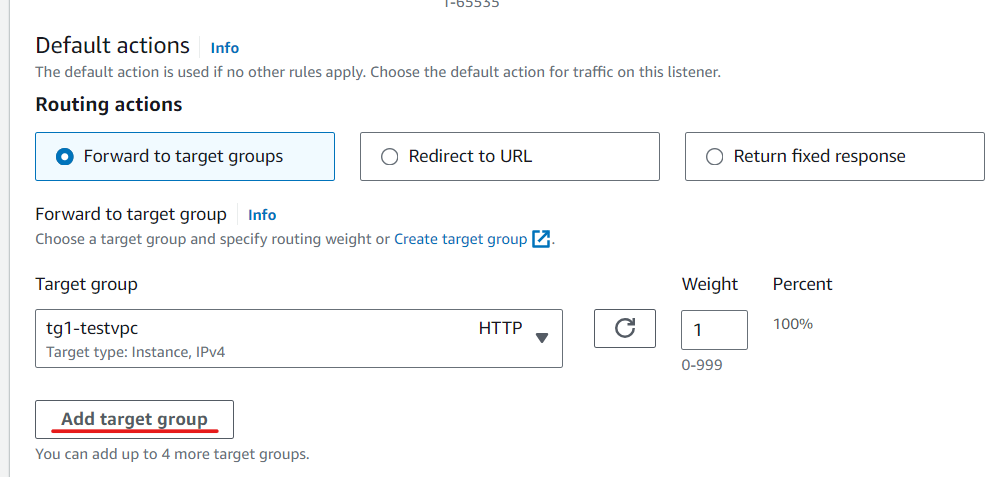 1-65535
Default actions Info
The default action is used if no other rules apply. Choose the default action for traffic on this listener.
Routing actions
Forward to target groups Redirect to URL Return fixed response
Forward to target group Info
Choose a target group and specify routing weight or Create target group.
Target group Weight Percent
tg1-testvpc HTTP 1 100%
Target type: Instance, IPv4
0-999
Add target group
You can add up to 4 more target groups.